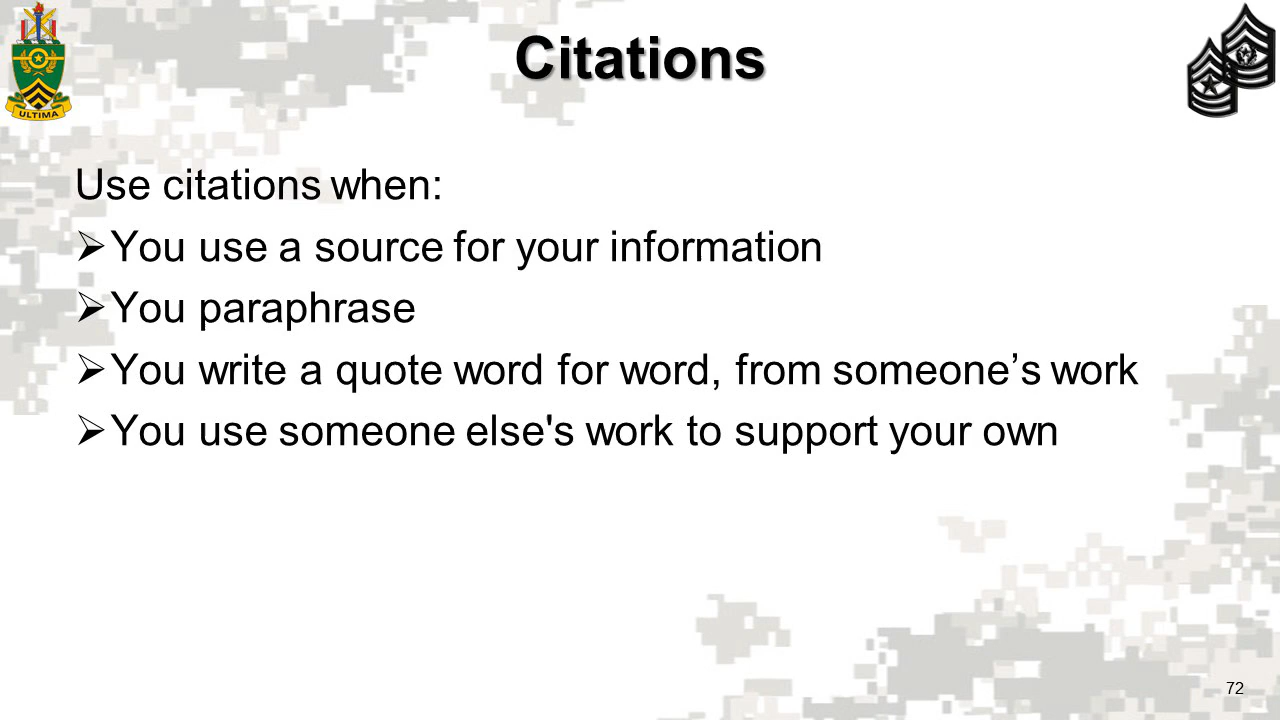 Citations
ULTIMA
Use citations when:
➢You use a source for your information
➢You paraphrase
➢You write a quote word for word, from someone’s work
➢You use someone else's work to support your own
72